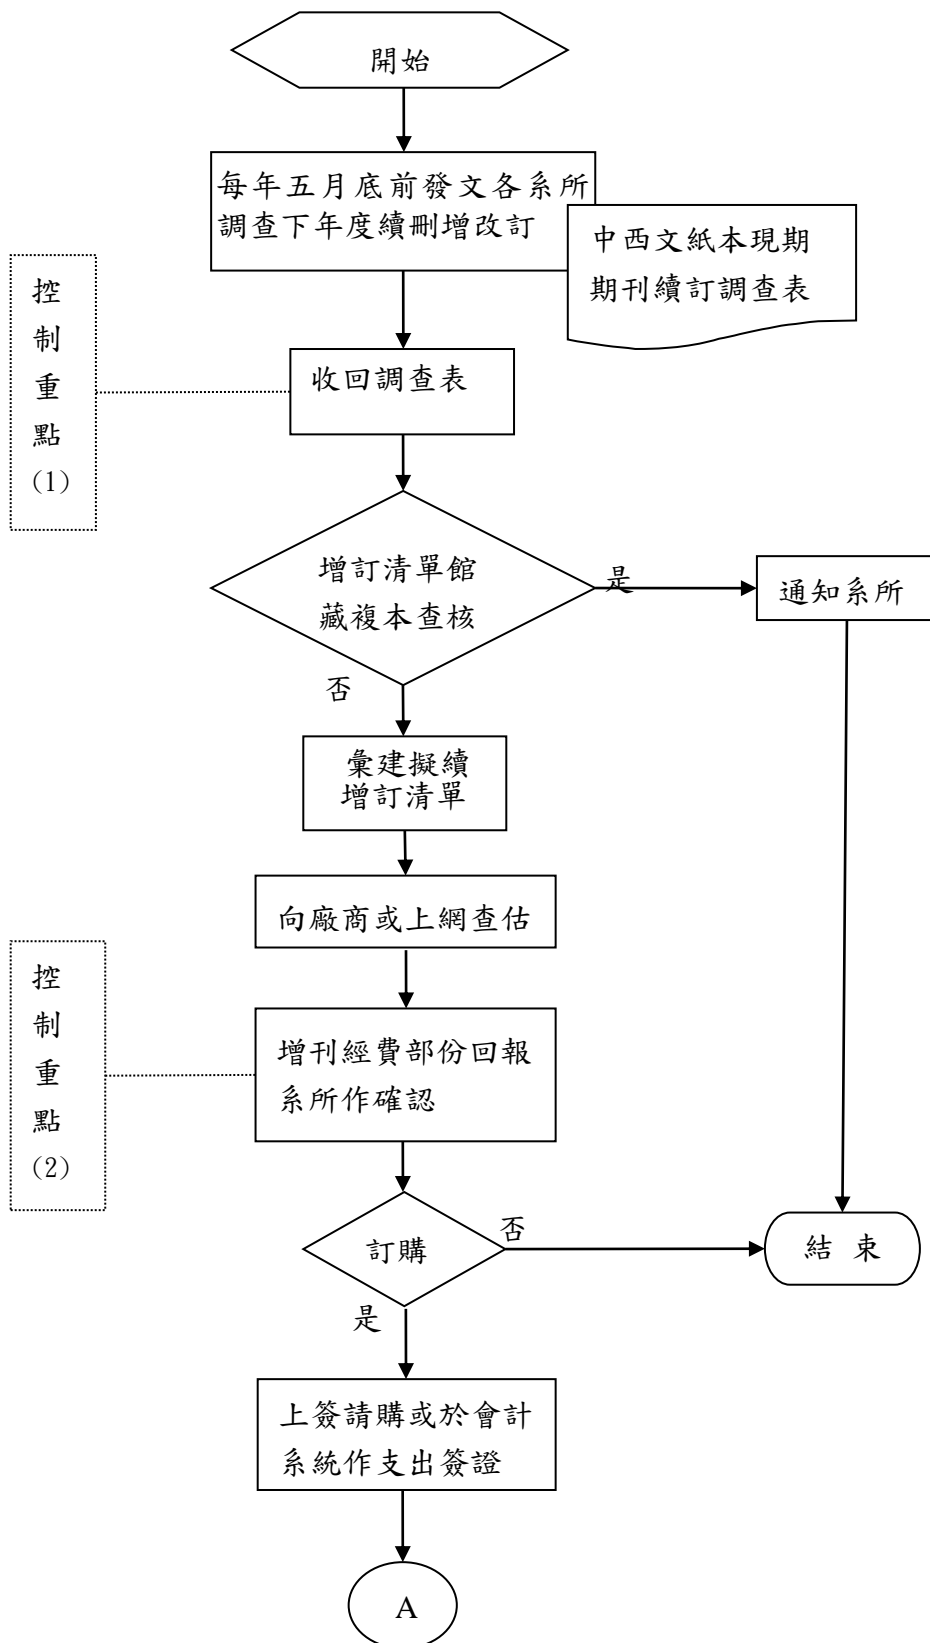 開始
每年五月底前發文各系所
調查下年度續刪增改訂
中西文紙本現期
期刊續訂調查表
控
制
重
點
(1)
收回調查表
增訂清單館
藏複本查核
是
通知系所
否
彙建擬續
增訂清單
向廠商或上網查估
控
制
重
點
(2)
增刊經費部份回報
系所作確認
訂購
否
結 束
是
上簽請購或於會計
系統作支出簽證
A